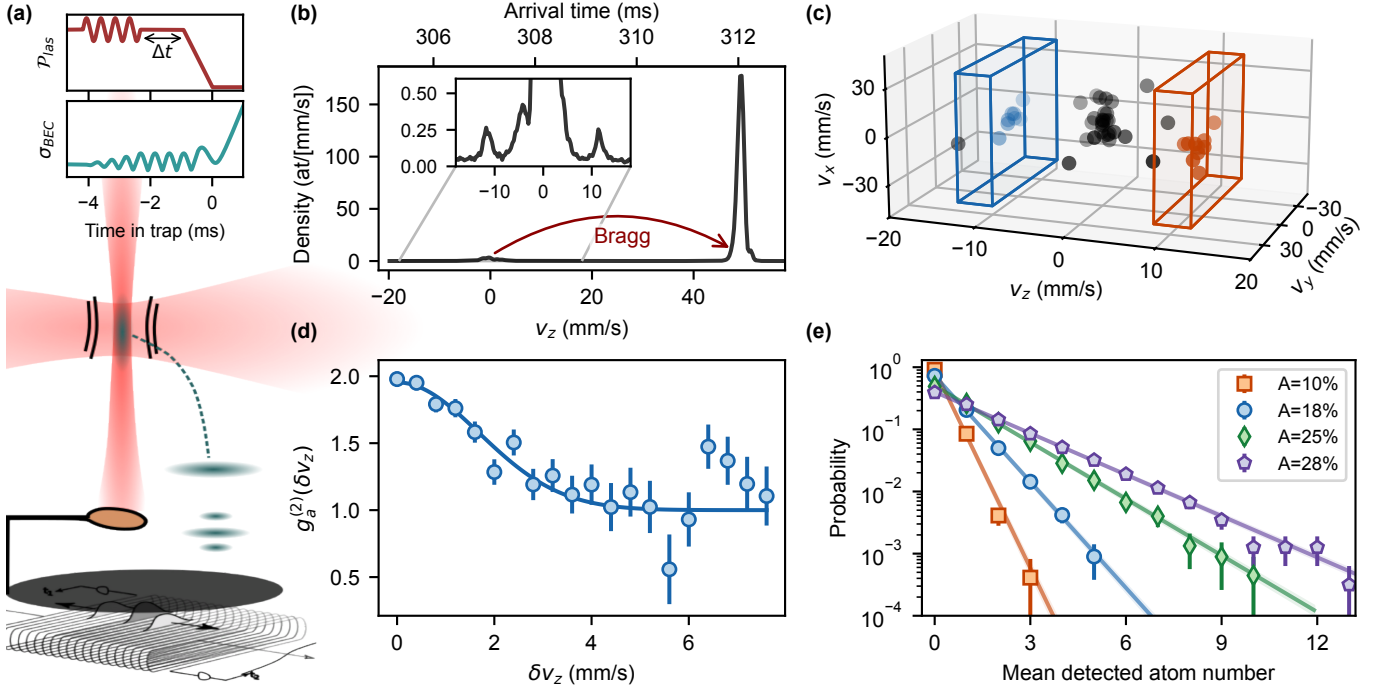 (a)
𝒫las
Δt
σBEC
−4 −2 0
Time in trap (ms)
(b)
Arrival time (ms)
306 308 310 312
Density (at/[mm/s])
150
125
100
75
50
25
0
0.50
0.25
0.00
−10 0 10
Bragg
−20 0 20 40
vz (mm/s)
(c)
vx (mm/s)
30
0
−30
−20 −10 0 10 20
vz (mm/s)
−30
0
30
vy (mm/s)
(d)
ga(2)(δvz)
2.0
1.5
1.0
0.5
0 2 4 6
δvz (mm/s)
(e)
Probability
100
10−1
10−2
10−3
10−4
A=10%
A=18%
A=25%
A=28%
0 3 6 9 12
Mean detected atom number